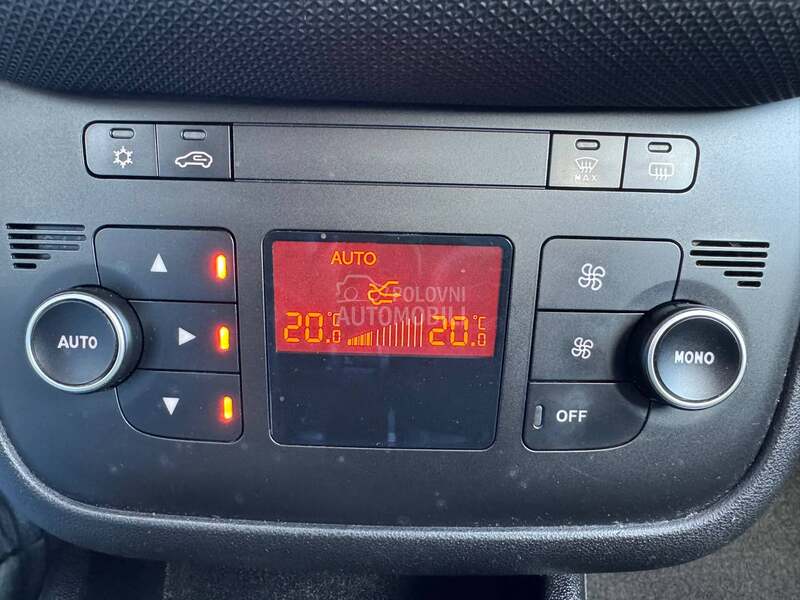 MAX
AUTO
POLOVNI
AUTOMOBILI
20.0°C
20.0°C
AUTO
MONO
OFF